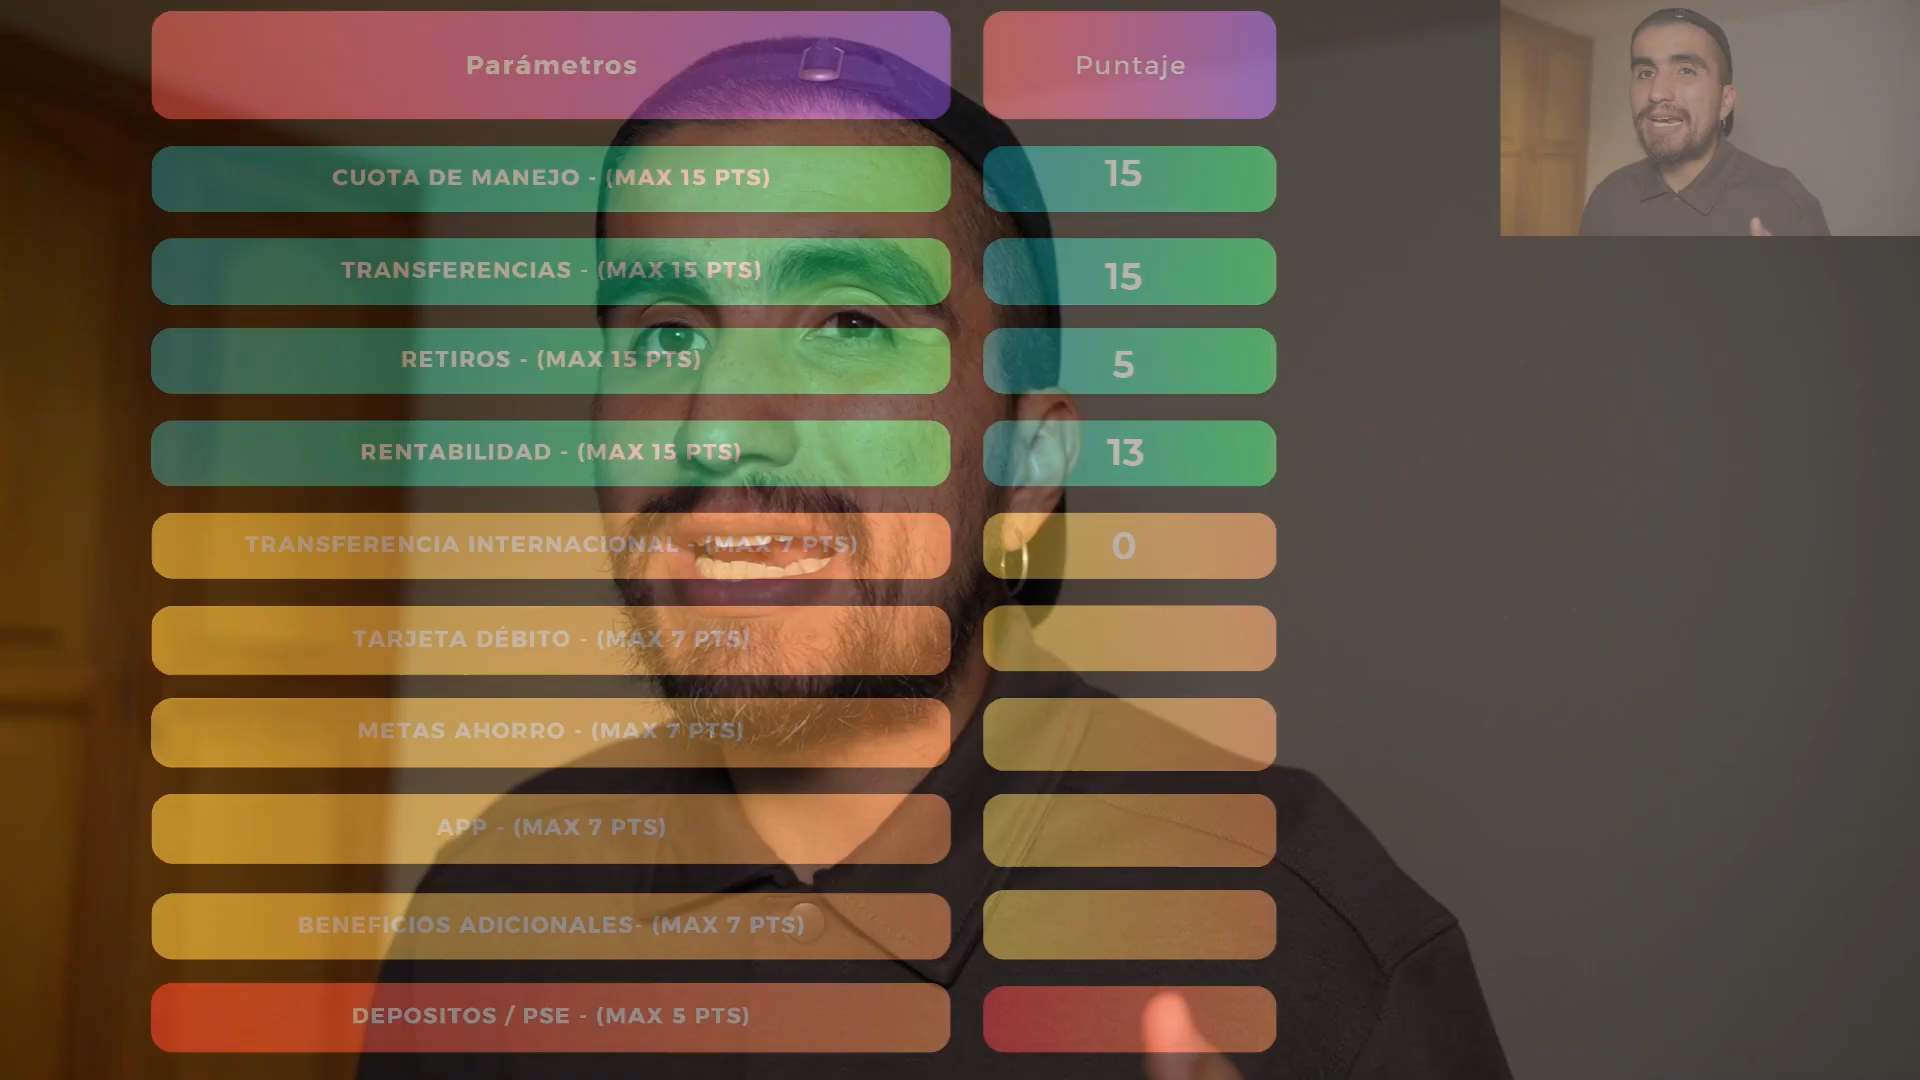 Parámetros Puntaje
CUOTA DE MANEJO - (MAX 15 PTS) 15
TRANSFERENCIAS - (MAX 15 PTS) 15
RETIROS - (MAX 15 PTS) 5
RENTABILIDAD - (MAX 15 PTS) 13
TRANSFERENCIA INTERNACIONAL - (MAX 7 PTS) 0
TARJETA DÉBITO - (MAX 7 PTS)
METAS AHORRO - (MAX 7 PTS)
APP - (MAX 7 PTS)
BENEFICIOS ADICIONALES- (MAX 7 PTS)
DEPOSITOS / PSE - (MAX 5 PTS)